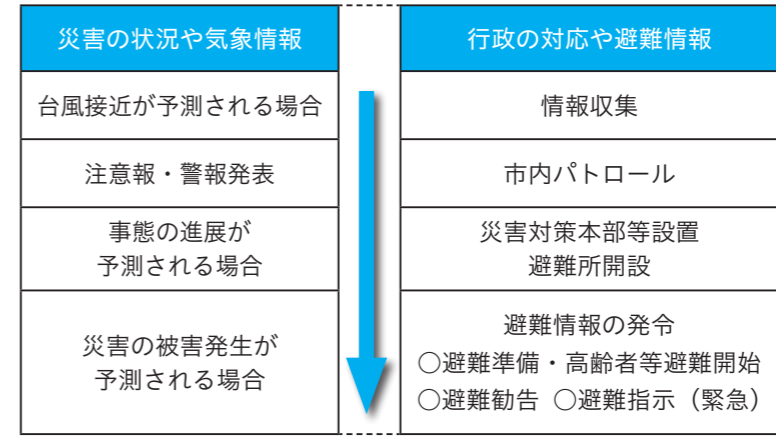 災害の状況や気象情報
行政の対応や避難情報
台風接近が予測される場合
情報収集
注意報・警報発表
市内パトロール
事態の進展が
予測される場合
災害対策本部等設置
避難所開設
災害の被害発生が
予測される場合
避難情報の発令
〇避難準備・高齢者等避難開始
〇避難勧告 〇避難指示（緊急）